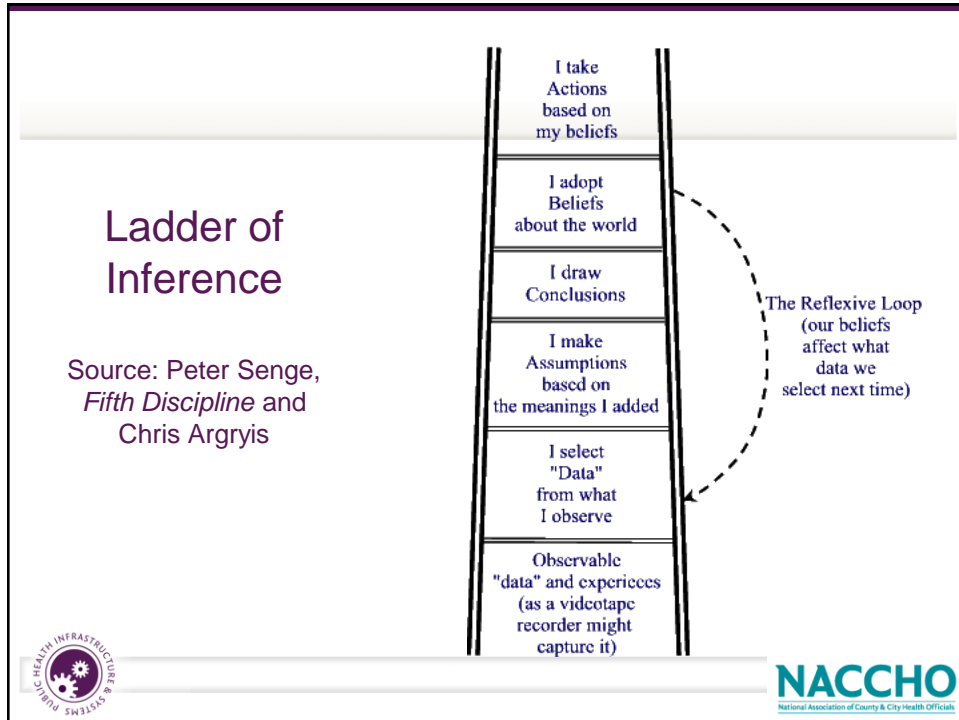 Ladder of
Inference
Source: Peter Senge,
Fifth Discipline and
Chris Argryis
I take
Actions
based on
my beliefs
I adopt
Beliefs
about the world
I draw
Conclusions
I make
Assumptions
based on
the meanings I added
I select
"Data"
from what
I observe
Observable
"data" and experieces
(as a videotape
recorder might
capture it)
The Reflexive Loop
(our beliefs
affect what
data we
select next time)
PUBLIC HEALTH INFRASTRUCTURE & SYSTEMS
NACCHO
National Association of County & City Health Officials